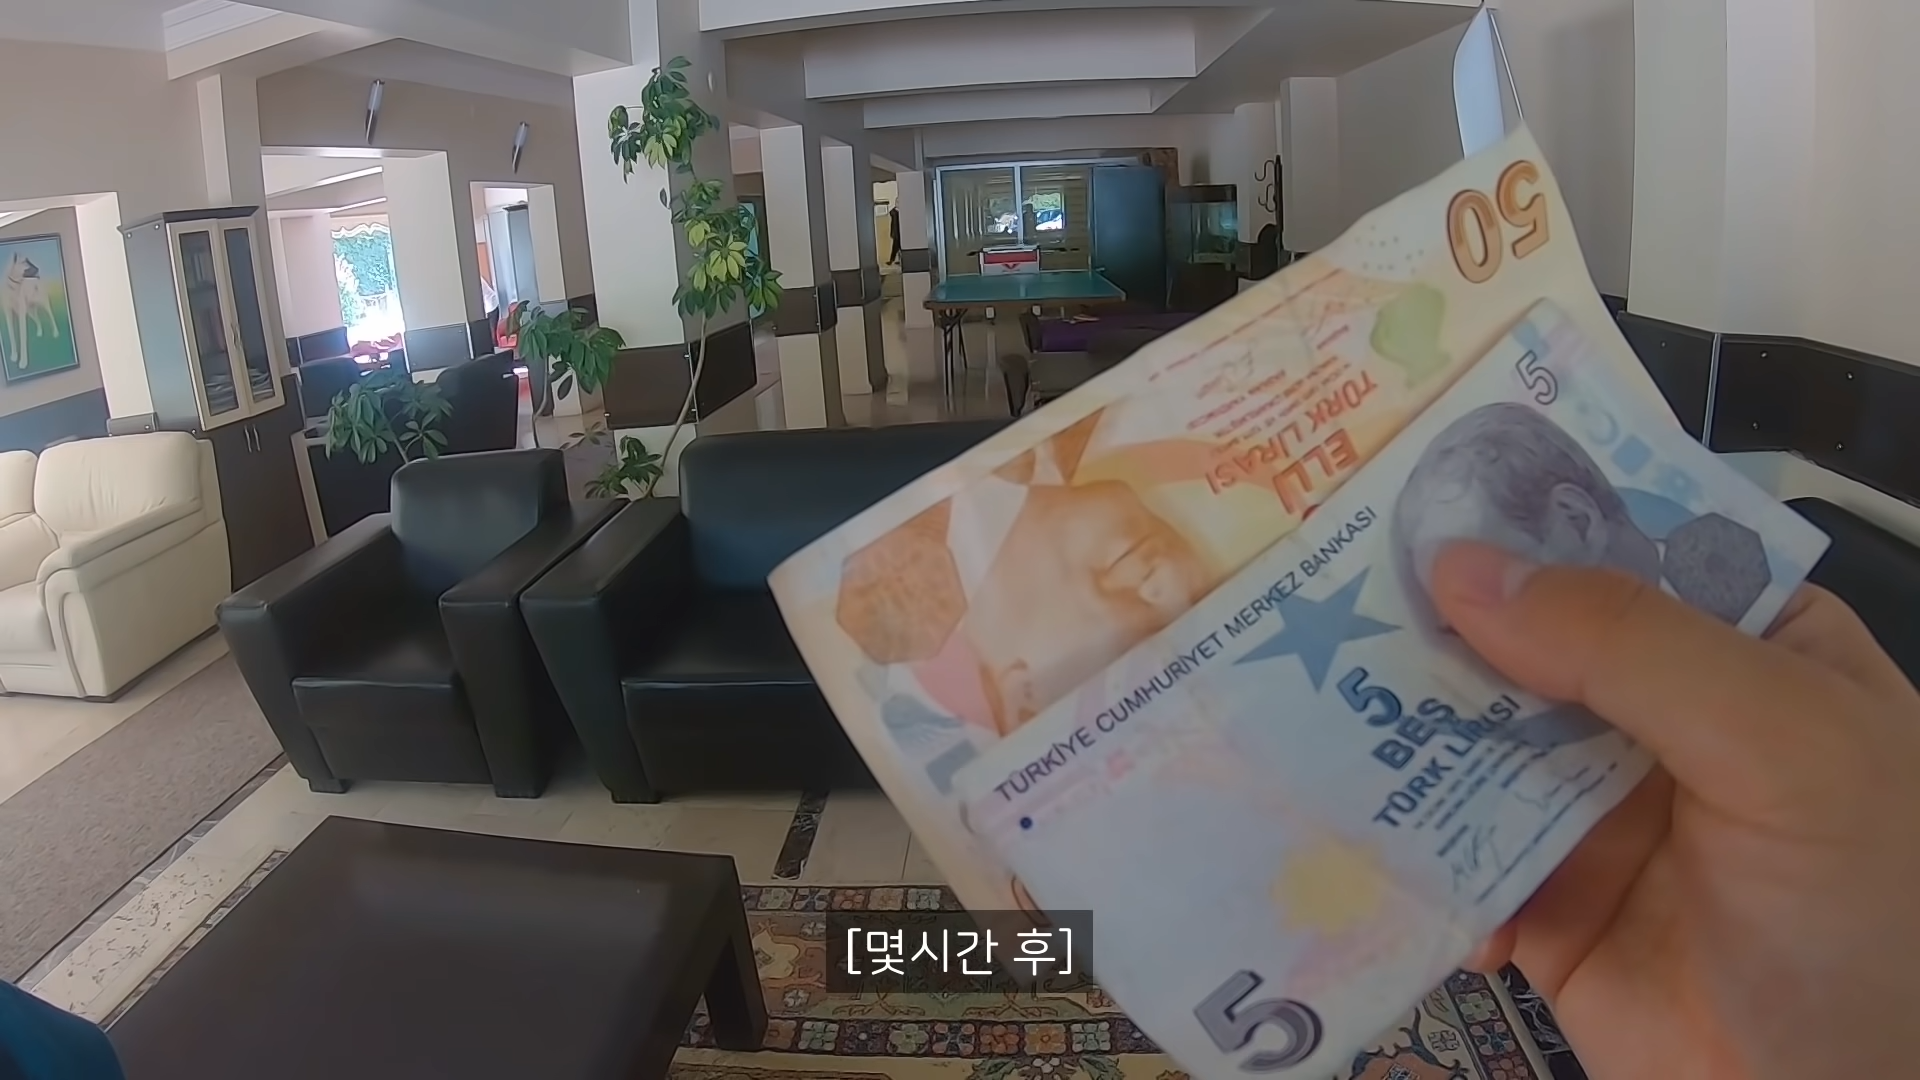 50
ELLİ
TÜRK LİRASI
5
TÜRKİYE CUMHURİYET MERKEZ BANKASI
5
BEŞ
TÜRK LİRASI
5
[몇시간 후]